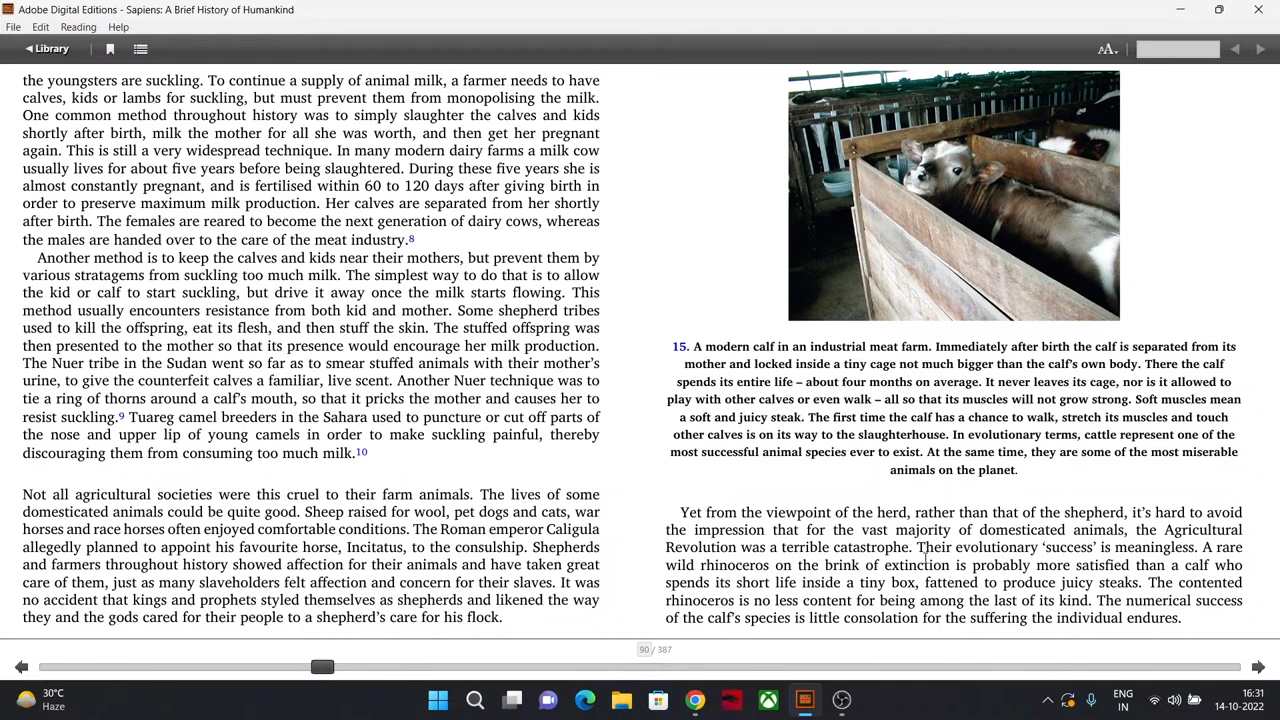 Adobe Digital Editions - Sapiens: A Brief History of Humankind
File Edit Reading Help
Library
AA
the youngsters are suckling. To continue a supply of animal milk, a farmer needs to have
calves, kids or lambs for suckling, but must prevent them from monopolising the milk.
One common method throughout history was to simply slaughter the calves and kids
shortly after birth, milk the mother for all she was worth, and then get her pregnant
again. This is still a very widespread technique. In many modern dairy farms a milk cow
usually lives for about five years before being slaughtered. During these five years she is
almost constantly pregnant, and is fertilised within 60 to 120 days after giving birth in
order to preserve maximum milk production. Her calves are separated from her shortly
after birth. The females are reared to become the next generation of dairy cows, whereas
the males are handed over to the care of the meat industry.8
Another method is to keep the calves and kids near their mothers, but prevent them by
various stratagems from suckling too much milk. The simplest way to do that is to allow
the kid or calf to start suckling, but drive it away once the milk starts flowing. This
method usually encounters resistance from both kid and mother. Some shepherd tribes
used to kill the offspring, eat its flesh, and then stuff the skin. The stuffed offspring was
then presented to the mother so that its presence would encourage her milk production.
The Nuer tribe in the Sudan went so far as to smear stuffed animals with their mother's
urine, to give the counterfeit calves a familiar, live scent. Another Nuer technique was to
tie a ring of thorns around a calf's mouth, so that it pricks the mother and causes her to
resist suckling.9 Tuareg camel breeders in the Sahara used to puncture or cut off parts of
the nose and upper lip of young camels in order to make suckling painful, thereby
discouraging them from consuming too much milk.10
Not all agricultural societies were this cruel to their farm animals. The lives of some
domesticated animals could be quite good. Sheep raised for wool, pet dogs and cats, war
horses and race horses often enjoyed comfortable conditions. The Roman emperor Caligula
allegedly planned to appoint his favourite horse, Incitatus, to the consulship. Shepherds
and farmers throughout history showed affection for their animals and have taken great
care of them, just as many slaveholders felt affection and concern for their slaves. It was
no accident that kings and prophets styled themselves as shepherds and likened the way
they and the gods cared for their people to a shepherd's care for his flock.
15. A modern calf in an industrial meat farm. Immediately after birth the calf is separated from its
mother and locked inside a tiny cage not much bigger than the calf's own body. There the calf
spends its entire life – about four months on average. It never leaves its cage, nor is it allowed to
play with other calves or even walk – all so that its muscles will not grow strong. Soft muscles mean
a soft and juicy steak. The first time the calf has a chance to walk, stretch its muscles and touch
other calves is on its way to the slaughterhouse. In evolutionary terms, cattle represent one of the
most successful animal species ever to exist. At the same time, they are some of the most miserable
animals on the planet.
Yet from the viewpoint of the herd, rather than that of the shepherd, it's hard to avoid
the impression that for the vast majority of domesticated animals, the Agricultural
Revolution was a terrible catastrophe. Their evolutionary 'success' is meaningless. A rare
wild rhinoceros on the brink of extinction is probably more satisfied than a calf who
spends its short life inside a tiny box, fattened to produce juicy steaks. The contented
rhinoceros is no less content for being among the last of its kind. The numerical success
of the calf's species is little consolation for the suffering the individual endures.
90 / 387
30°C
Haze
ENG
IN
16:31
14-10-2022